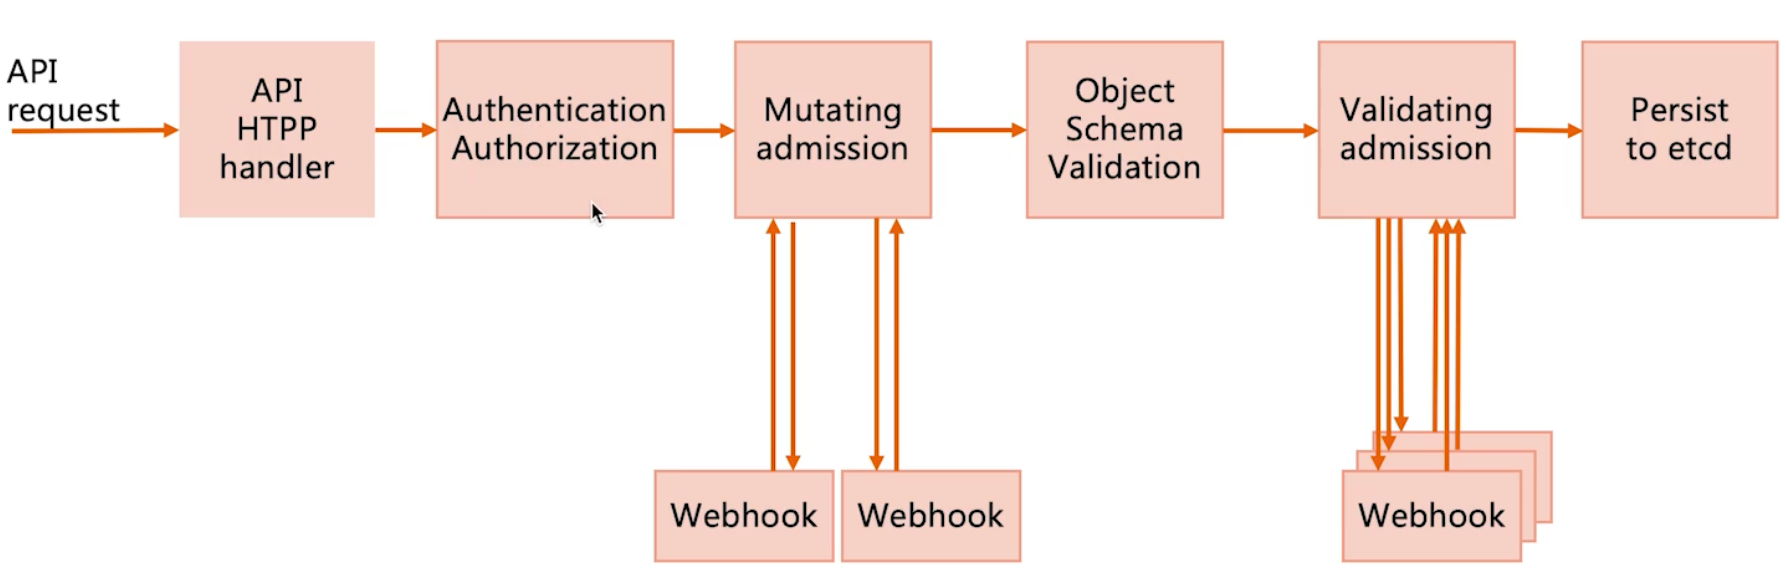 API
request
API
HTPP
handler
Authentication
Authorization
Mutating
admission
Object
Schema
Validation
Validating
admission
Persist
to etcd
Webhook
Webhook
Webhook